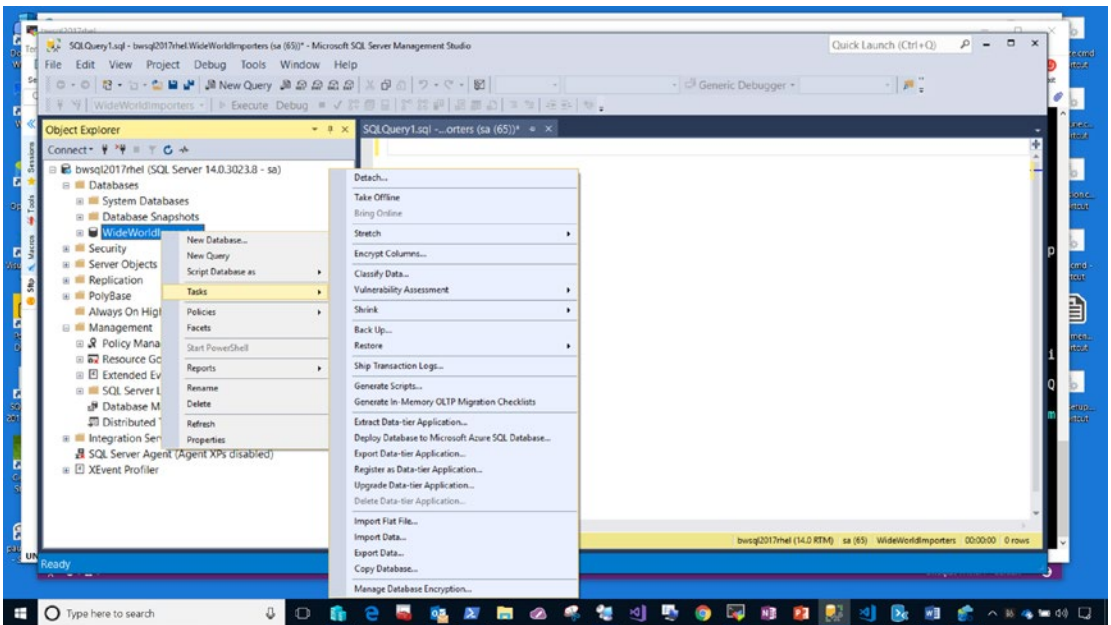 SQLQuery1.sql - bwsql2017rhel.WideWorldImporters (sa (65))* - Microsoft SQL Server Management Studio
Quick Launch (Ctrl+Q)
File Edit View Project Debug Tools Window Help
New Query
Generic Debugger
WideWorldImporters
Execute Debug
Object Explorer
SQLQuery1.sql -...orters (sa (65))*
Connect
bwsql2017rhel (SQL Server 14.0.3023.8 - sa)
Databases
System Databases
Database Snapshots
WideWorldI
Security
Server Objects
Replication
PolyBase
Always On High
Management
Policy Mana
Resource Go
Extended Ev
SQL Server L
Database M
Distributed
Integration Ser
SQL Server Agent (Agent XPs disabled)
XEvent Profiler
New Database...
New Query
Script Database as
Tasks
Policies
Facets
Start PowerShell
Reports
Rename
Delete
Refresh
Properties
Detach...
Take Offline
Bring Online
Stretch
Encrypt Columns...
Classify Data...
Vulnerability Assessment
Shrink
Back Up...
Restore
Ship Transaction Logs...
Generate Scripts...
Generate In-Memory OLTP Migration Checklists
Extract Data-tier Application...
Deploy Database to Microsoft Azure SQL Database...
Export Data-tier Application...
Register as Data-tier Application...
Upgrade Data-tier Application...
Delete Data-tier Application...
Import Flat File...
Import Data...
Export Data...
Copy Database...
Manage Database Encryption...
bwsql2017rhel (14.0 RTM) sa (65) WideWorldImporters 00:00:00 0 rows
Ready
Sessions
Tools
Macros
Sftp
Type here to search